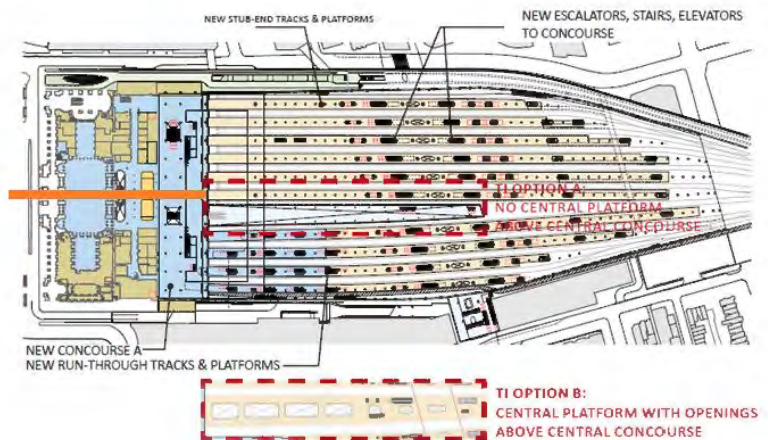 NEW STUB-END TRACKS & PLATFORMS
NEW ESCALATORS, STAIRS, ELEVATORS
TO CONCOURSE
TI OPTION A:
NO CENTRAL PLATFORM
ABOVE CENTRAL CONCOURSE
NEW CONCOURSE A
NEW RUN-THROUGH TRACKS & PLATFORMS
TI OPTION B:
CENTRAL PLATFORM WITH OPENINGS
ABOVE CENTRAL CONCOURSE